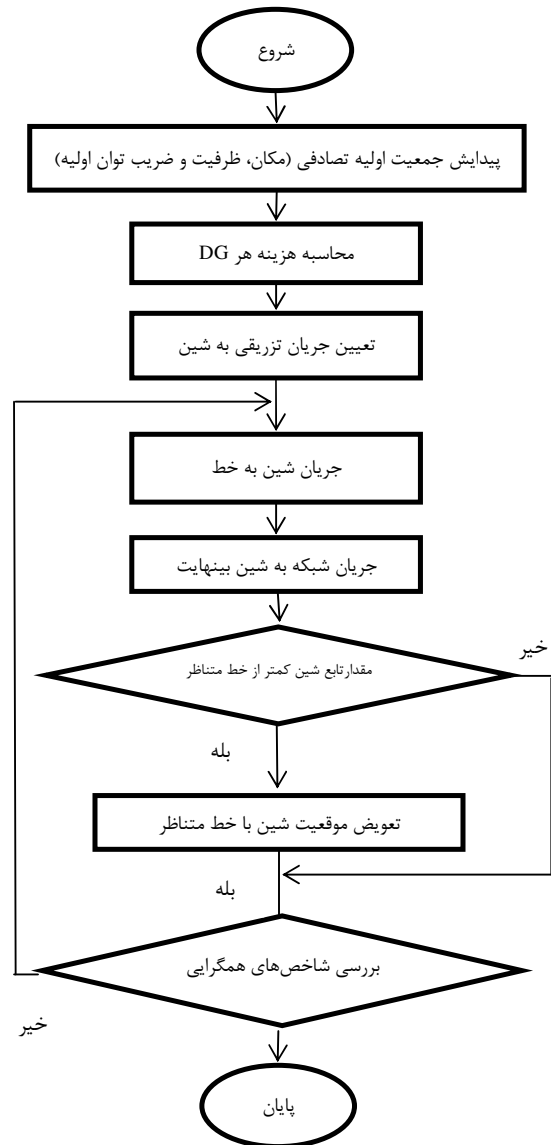 شروع
پیدایش جمعیت اولیه تصادفی (مکان، ظرفیت و ضریب توان اولیه)
محاسبه هزینه هر DG
تعیین جریان تزریقی به شین
جریان شین به خط
جریان شبکه به شین بینهایت
مقدارتابع شین کمتر از خط متناظر
خیر
بله
تعویض موقعیت شین با خط متناظر
بله
بررسی شاخص‌های همگرایی
خیر
پایان